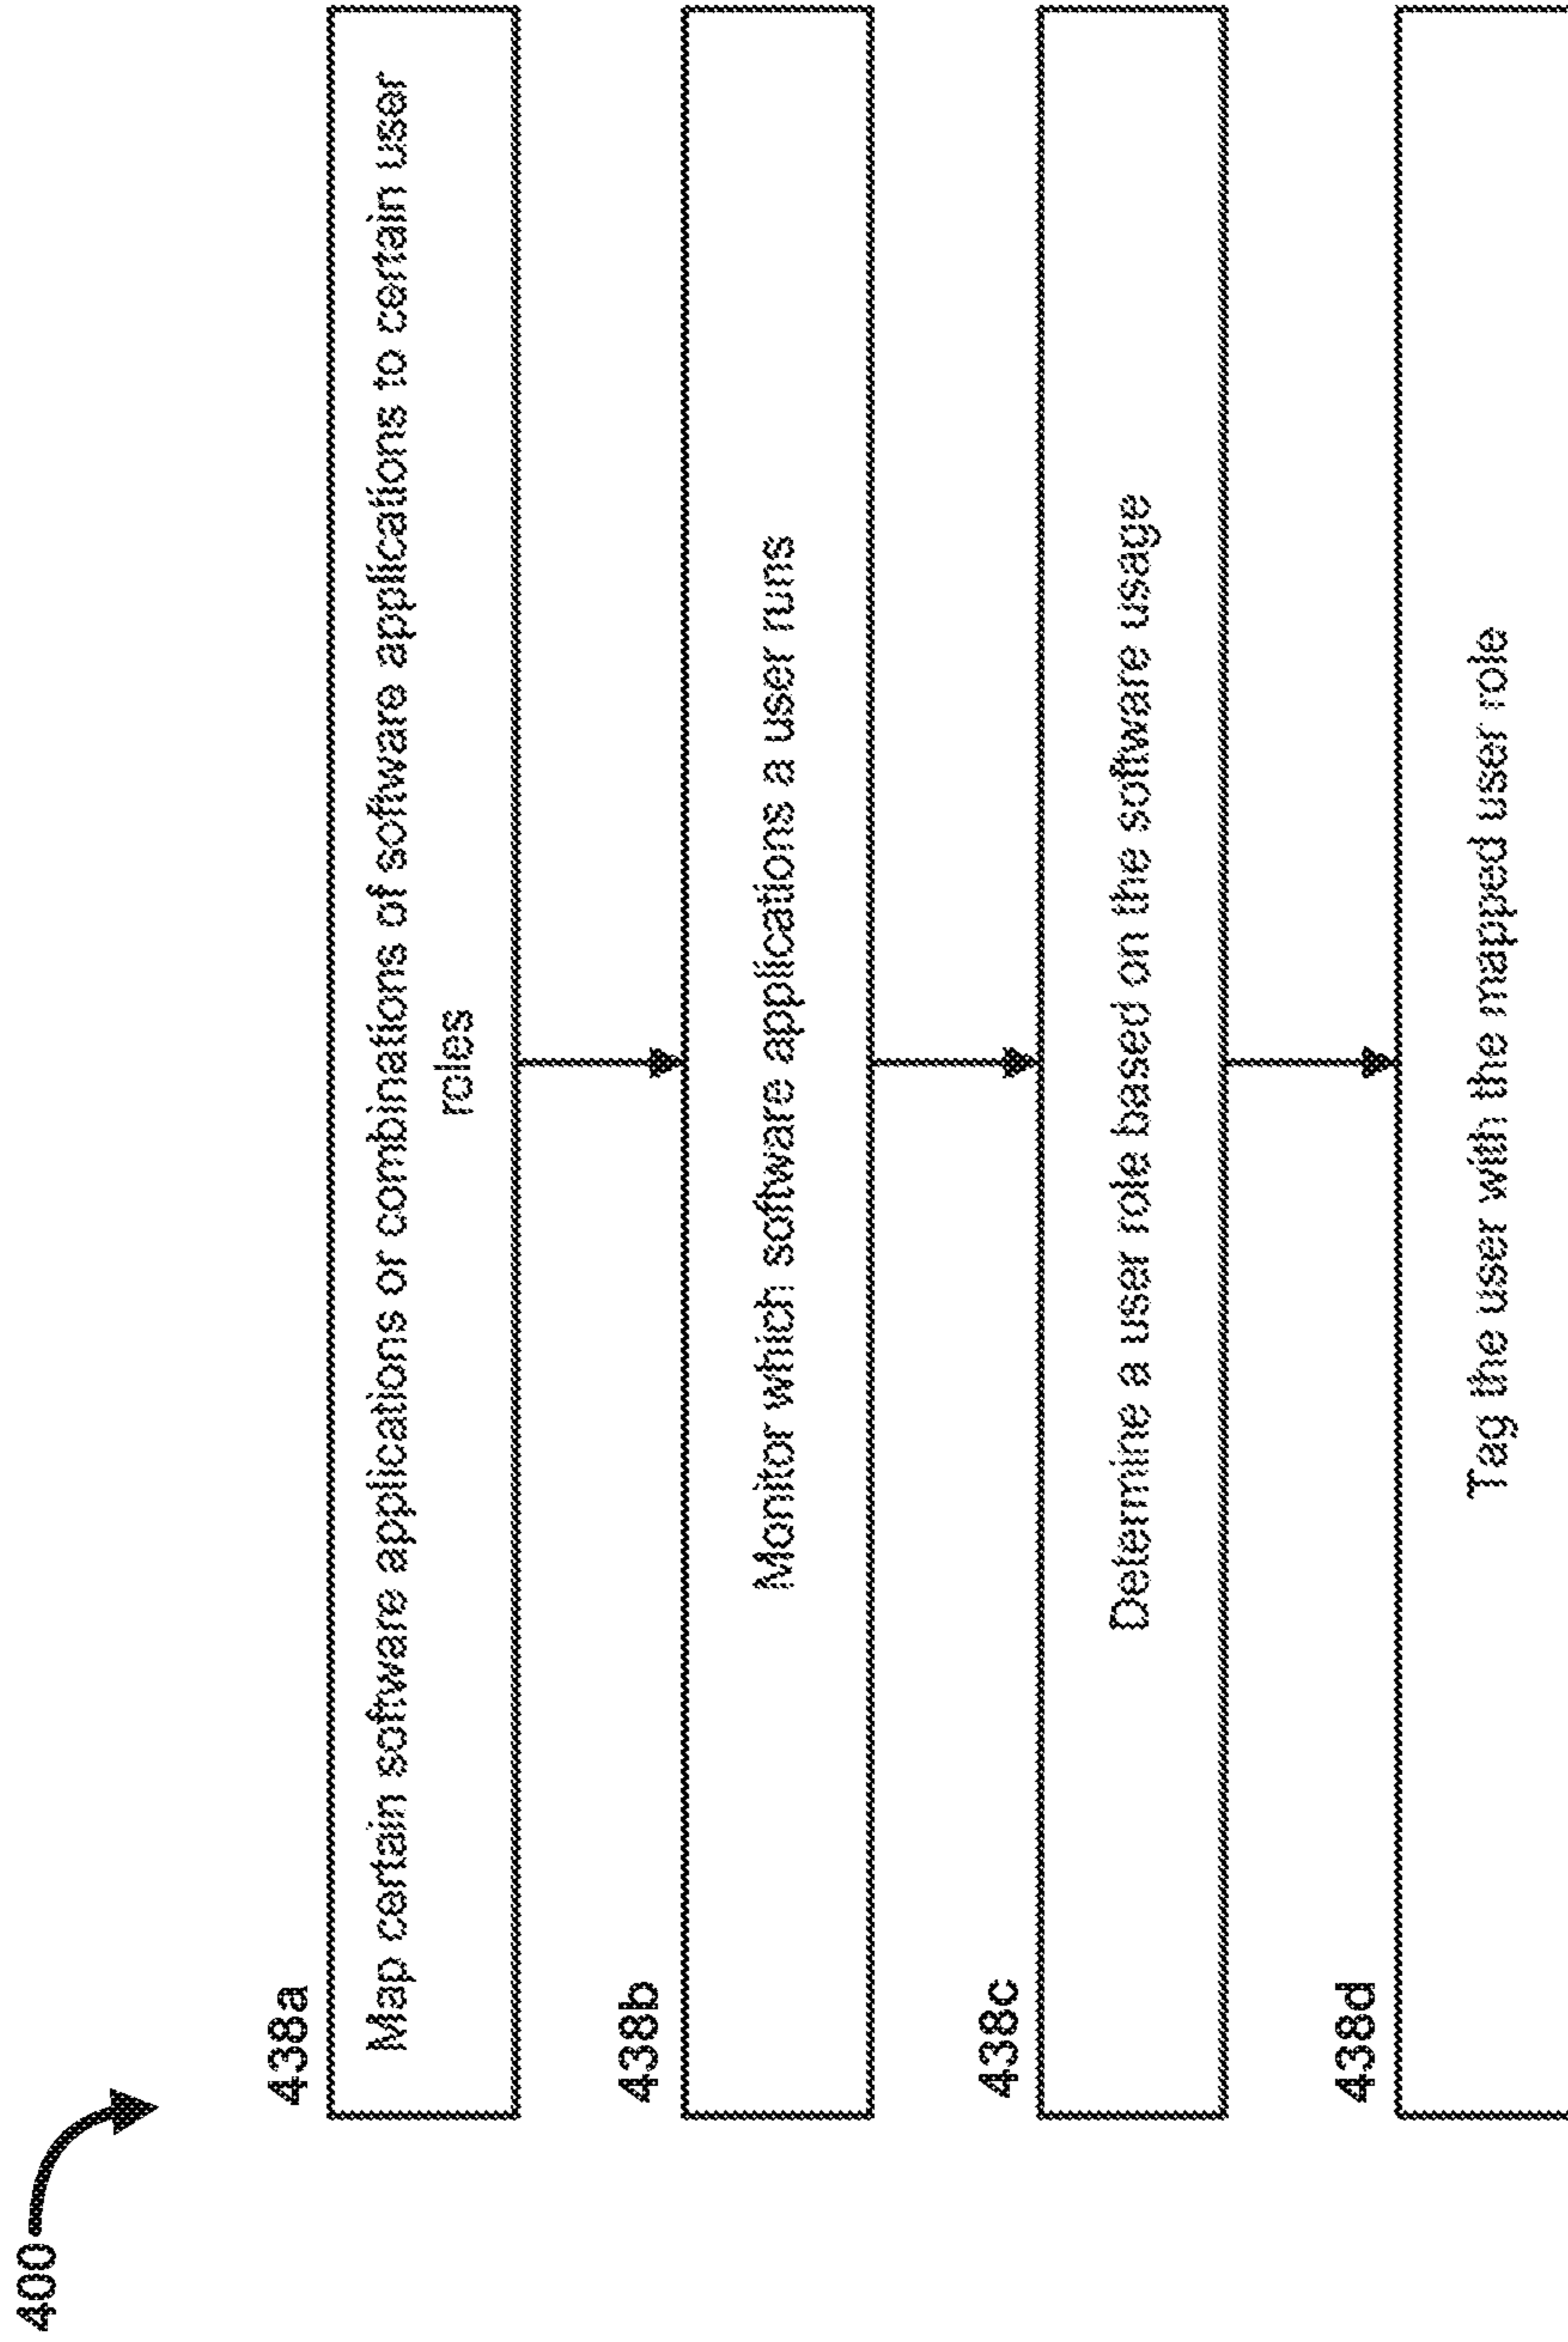 400
438a
Map certain software applications or combinations of software applications to certain user
roles
438b
Monitor which software applications a user runs
438c
Determine a user role based on the software usage
438d
Tag the user with the mapped user role